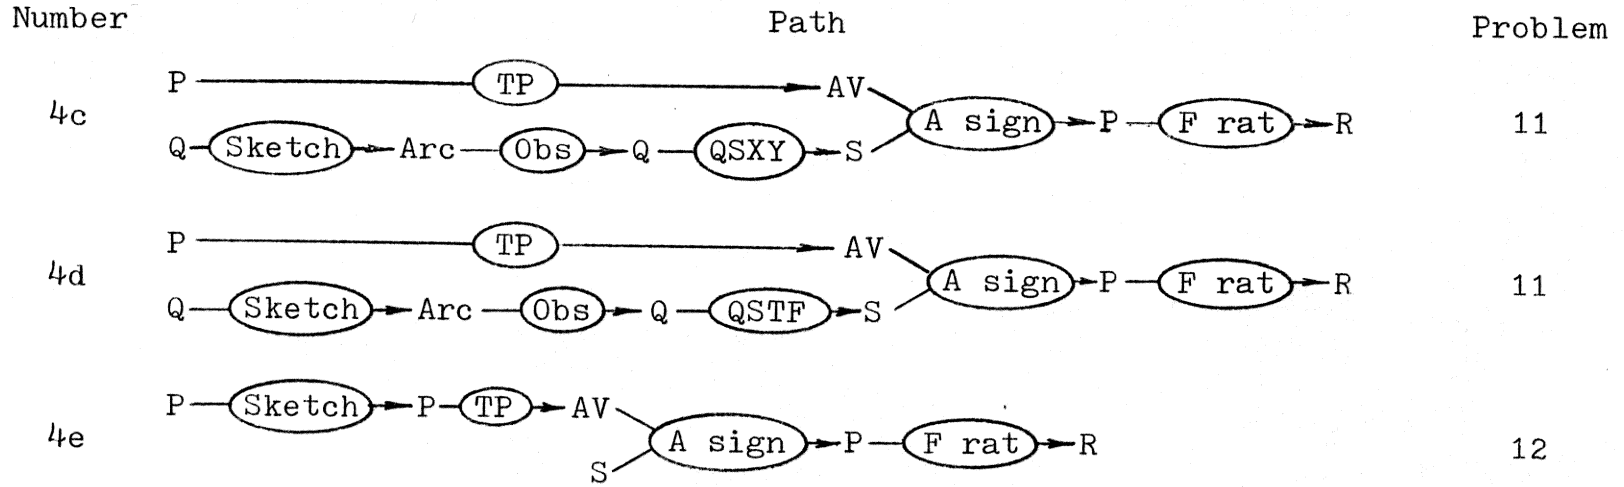 Number Path Problem
P TP AV
4c A sign P F rat R 11
Q Sketch Arc Obs Q QSXY S
P TP AV
4d A sign P F rat R 11
Q Sketch Arc Obs Q QSTF S
P Sketch P TP AV
4e A sign P F rat R 12
S